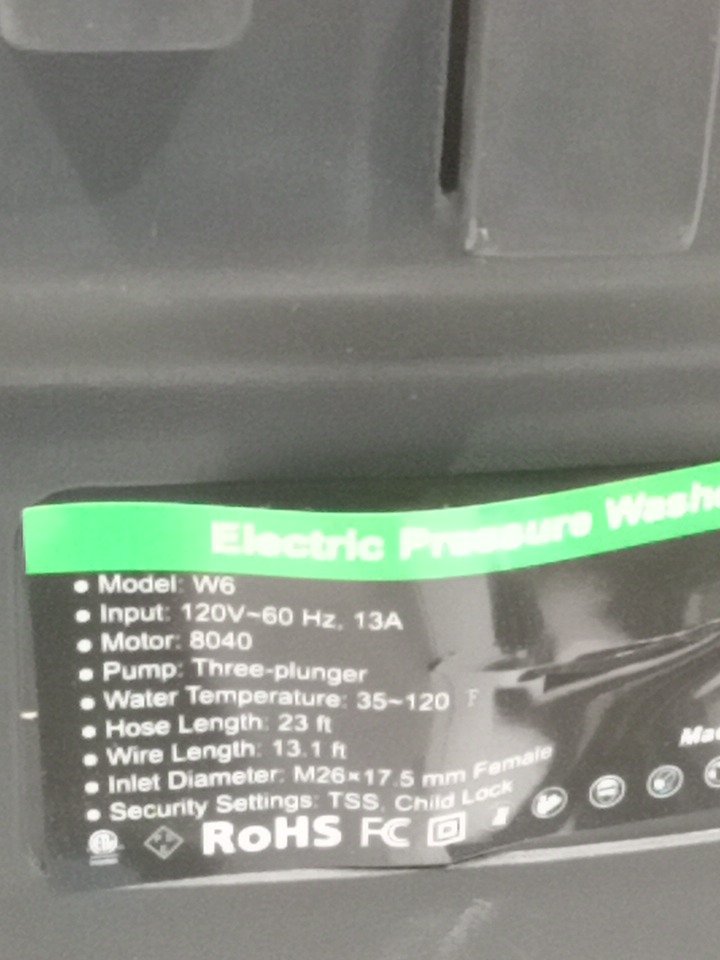 Electric Pressure Washe
• Model: W6
• Input: 120V~60 Hz, 13A
• Motor: 8040
• Pump: Three-plunger
• Water Temperature: 35~120 °F
• Hose Length: 23 ft
• Wire Length: 13.1 ft
• Inlet Diameter: M26×17.5 mm Female
• Security Settings: TSS, Child Lock
Mad
RoHS FC